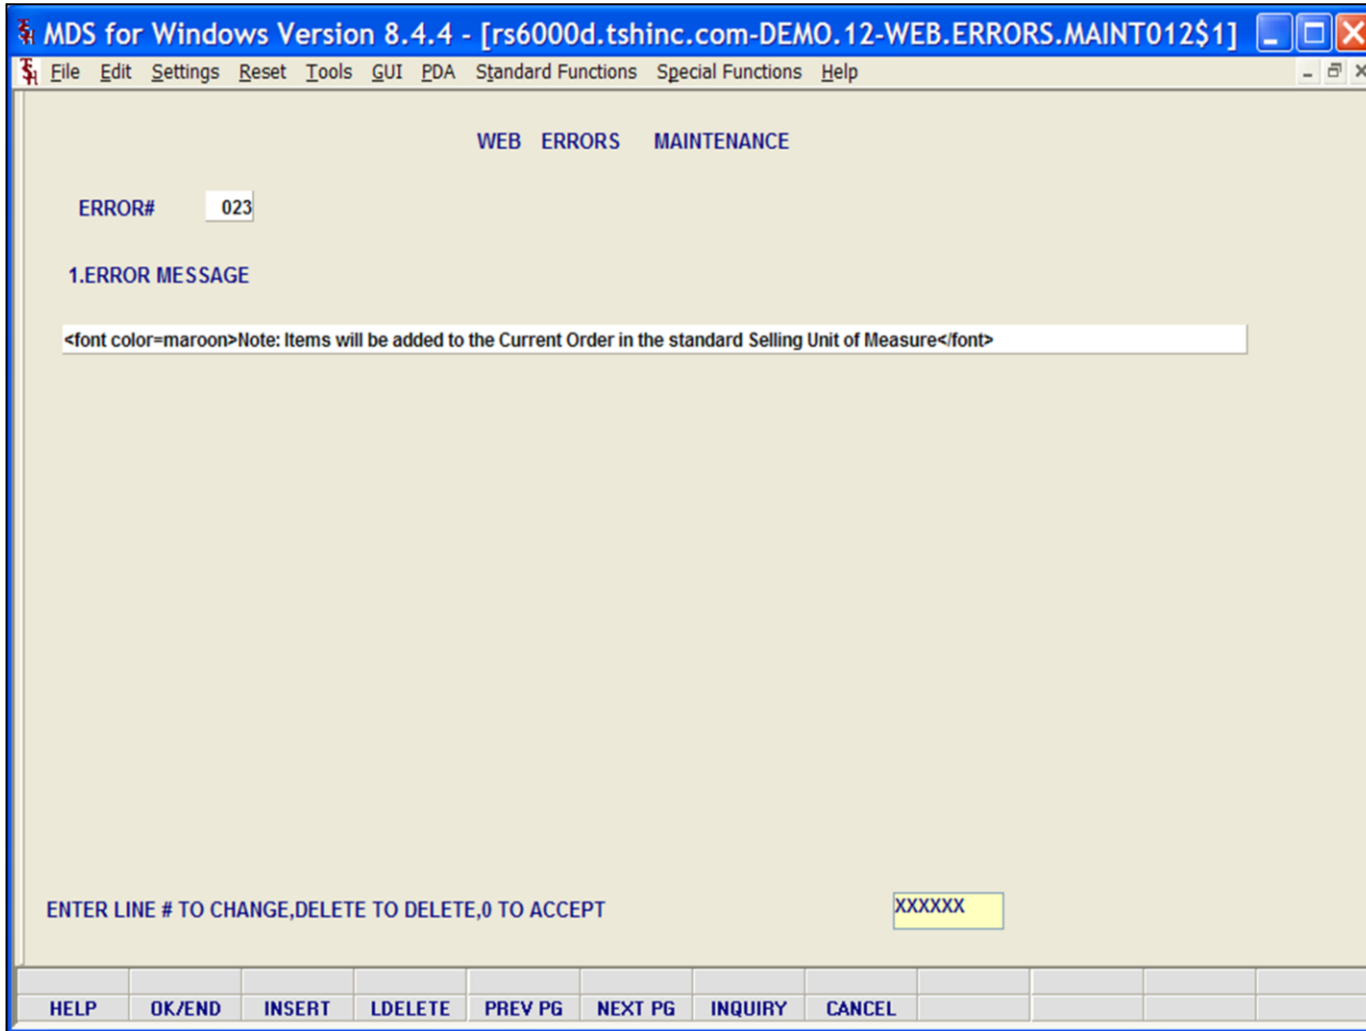 MDS for Windows Version 8.4.4 - [rs6000d.tshinc.com-DEMO.12-WEB.ERRORS.MAINT012$1]
File Edit Settings Reset Tools GUI PDA Standard Functions Special Functions Help
WEB ERRORS MAINTENANCE
ERROR# 023
1.ERROR MESSAGE
<font color=maroon>Note: Items will be added to the Current Order in the standard Selling Unit of Measure</font>
ENTER LINE # TO CHANGE,DELETE TO DELETE,0 TO ACCEPT XXXXXX
HELP OK/END INSERT LDELETE PREV PG NEXT PG INQUIRY CANCEL